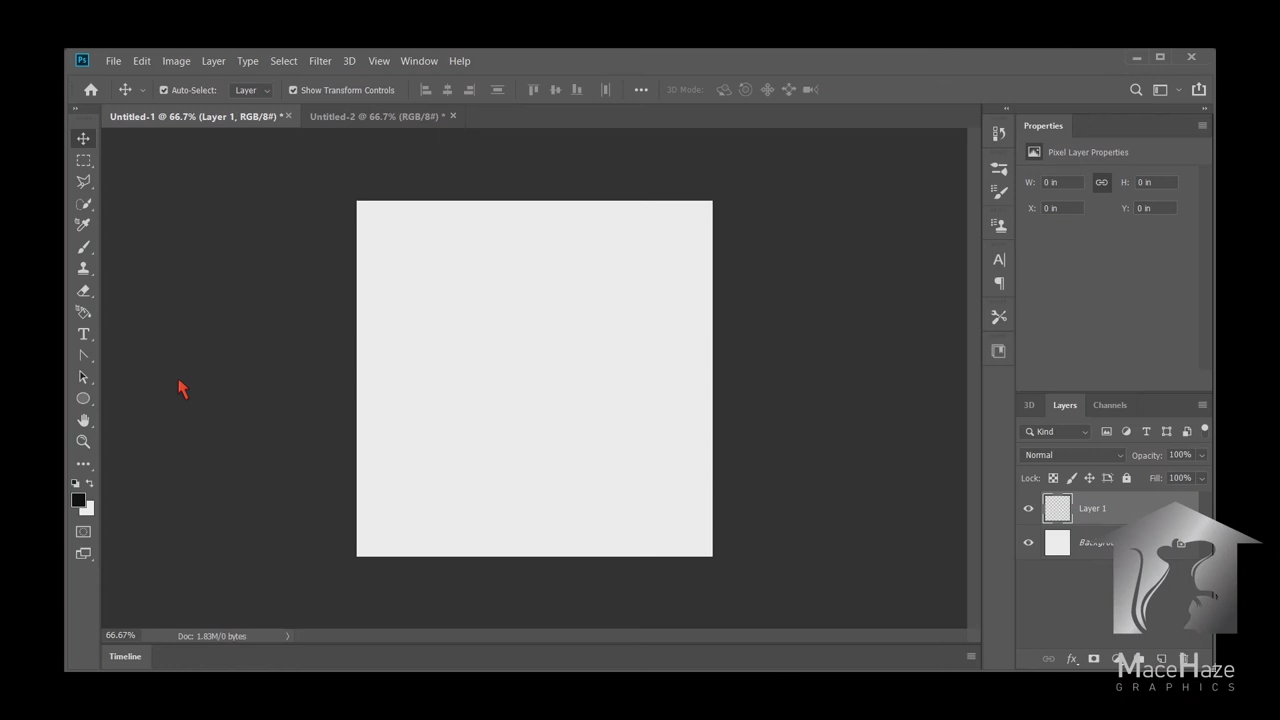 Ps File Edit Image Layer Type Select Filter 3D View Window Help
Auto-Select: Layer Show Transform Controls 3D Mode:
Untitled-1 @ 66.7% (Layer 1, RGB/8#) * Untitled-2 @ 66.7% (RGB/8#) *
Properties
Pixel Layer Properties
W: 0 in H: 0 in
X: 0 in Y: 0 in
3D Layers Channels
Kind
Normal Opacity: 100%
Lock: Fill: 100%
Layer 1
66.67% Doc: 1.83M/0 bytes
Timeline
MaceHaze
GRAPHICS